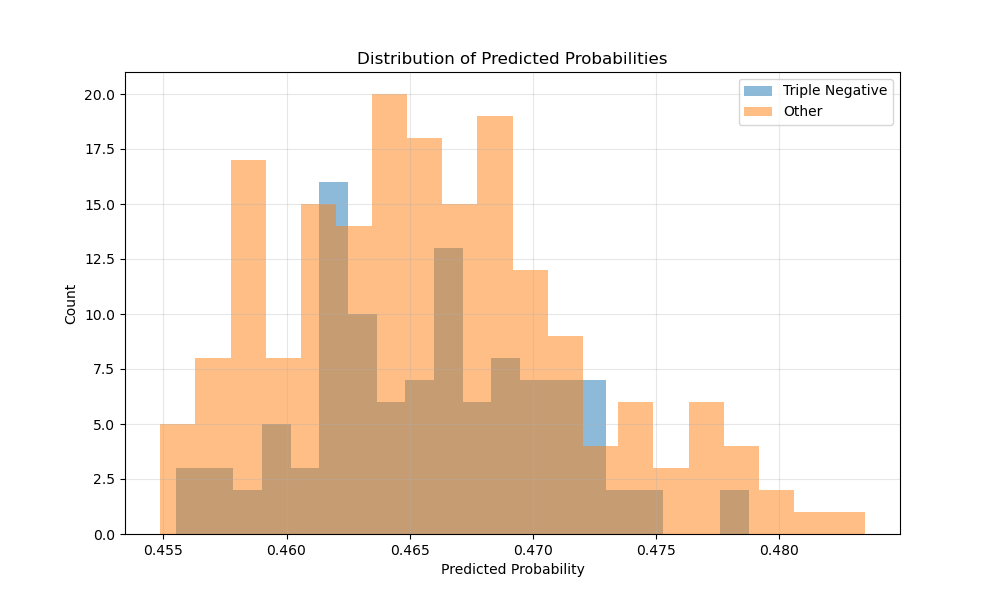 Distribution of Predicted Probabilities
Triple Negative
Other
20.0
17.5
15.0
12.5
10.0
7.5
5.0
2.5
0.0
Count
0.455 0.460 0.465 0.470 0.475 0.480
Predicted Probability